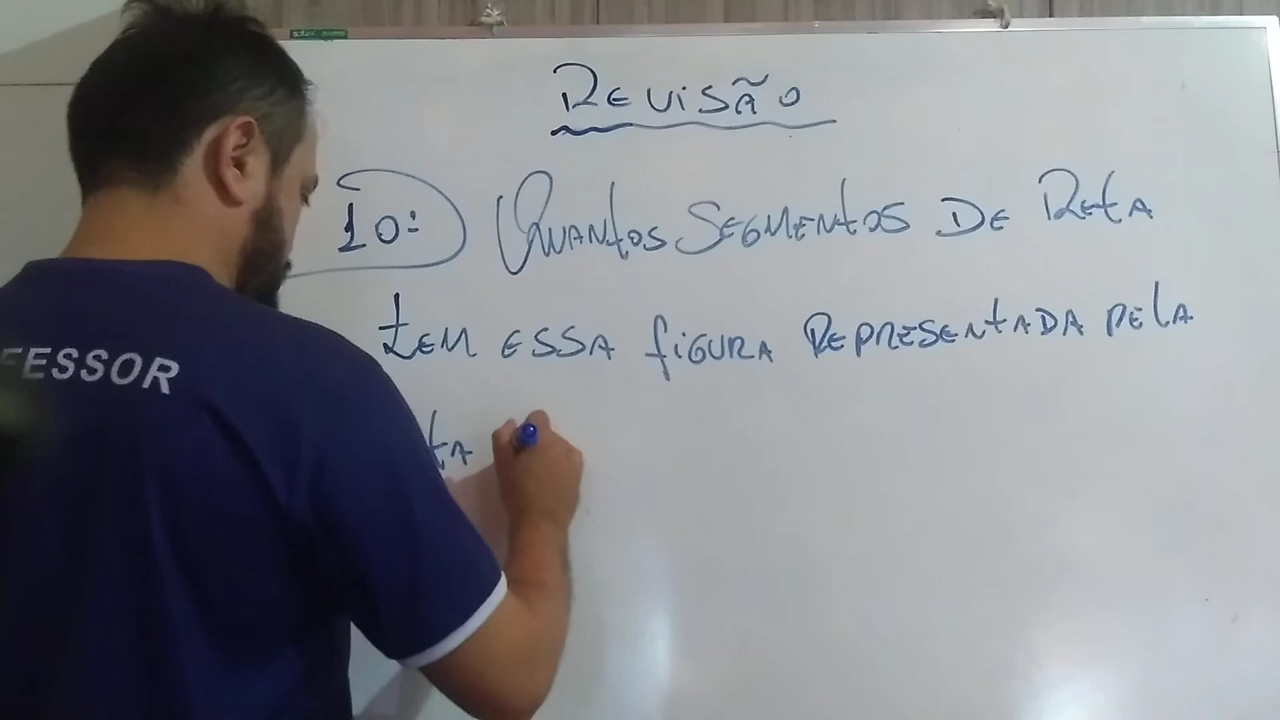 REVISÃO
10: QUANTOS SEGMENTOS DE RETA
TEM ESSA FIGURA REPRESENTADA PELA
FESSOR